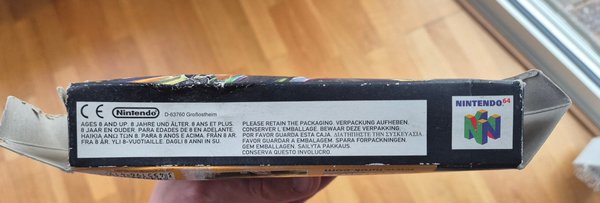 CE Nintendo D-63760 Großostheim
AGES 8 AND UP. 8 JAHRE UND ÄLTER. 8 ANS ET PLUS.
8 JAAR EN OUDER. PARA EDADES DE 8 EN ADELANTE.
ΗΛΙΚΙΑ ΑΝΩ ΤΩΝ 8. PARA 8 ANOS E ACIMA. FRÅN 8 ÅR
FRA 8 ÅR. YLI 8-VUOTIAILLE. DAGLI 8 ANNI IN SU.
PLEASE RETAIN THE PACKAGING. VERPACKUNG AUFHEBEN.
CONSERVER L´EMBALLAGE. BEWAAR DEZE VERPAKKING.
POR FAVOR GUARDA ESTA CAJA. ΔΙΑΤΗΡΕΙΤΕ ΤΗΝ ΣΥΣΚΕΥΑΣΙΑ.
FAVOR GUARDAR A EMBALAGEM. SPARA FÖRPACKNINGEN.
GEM EMBALLAGEN. SÄILYTÄ PAKKAUS.
CONSERVA QUESTO INVOLUCRO.
NINTENDO 64